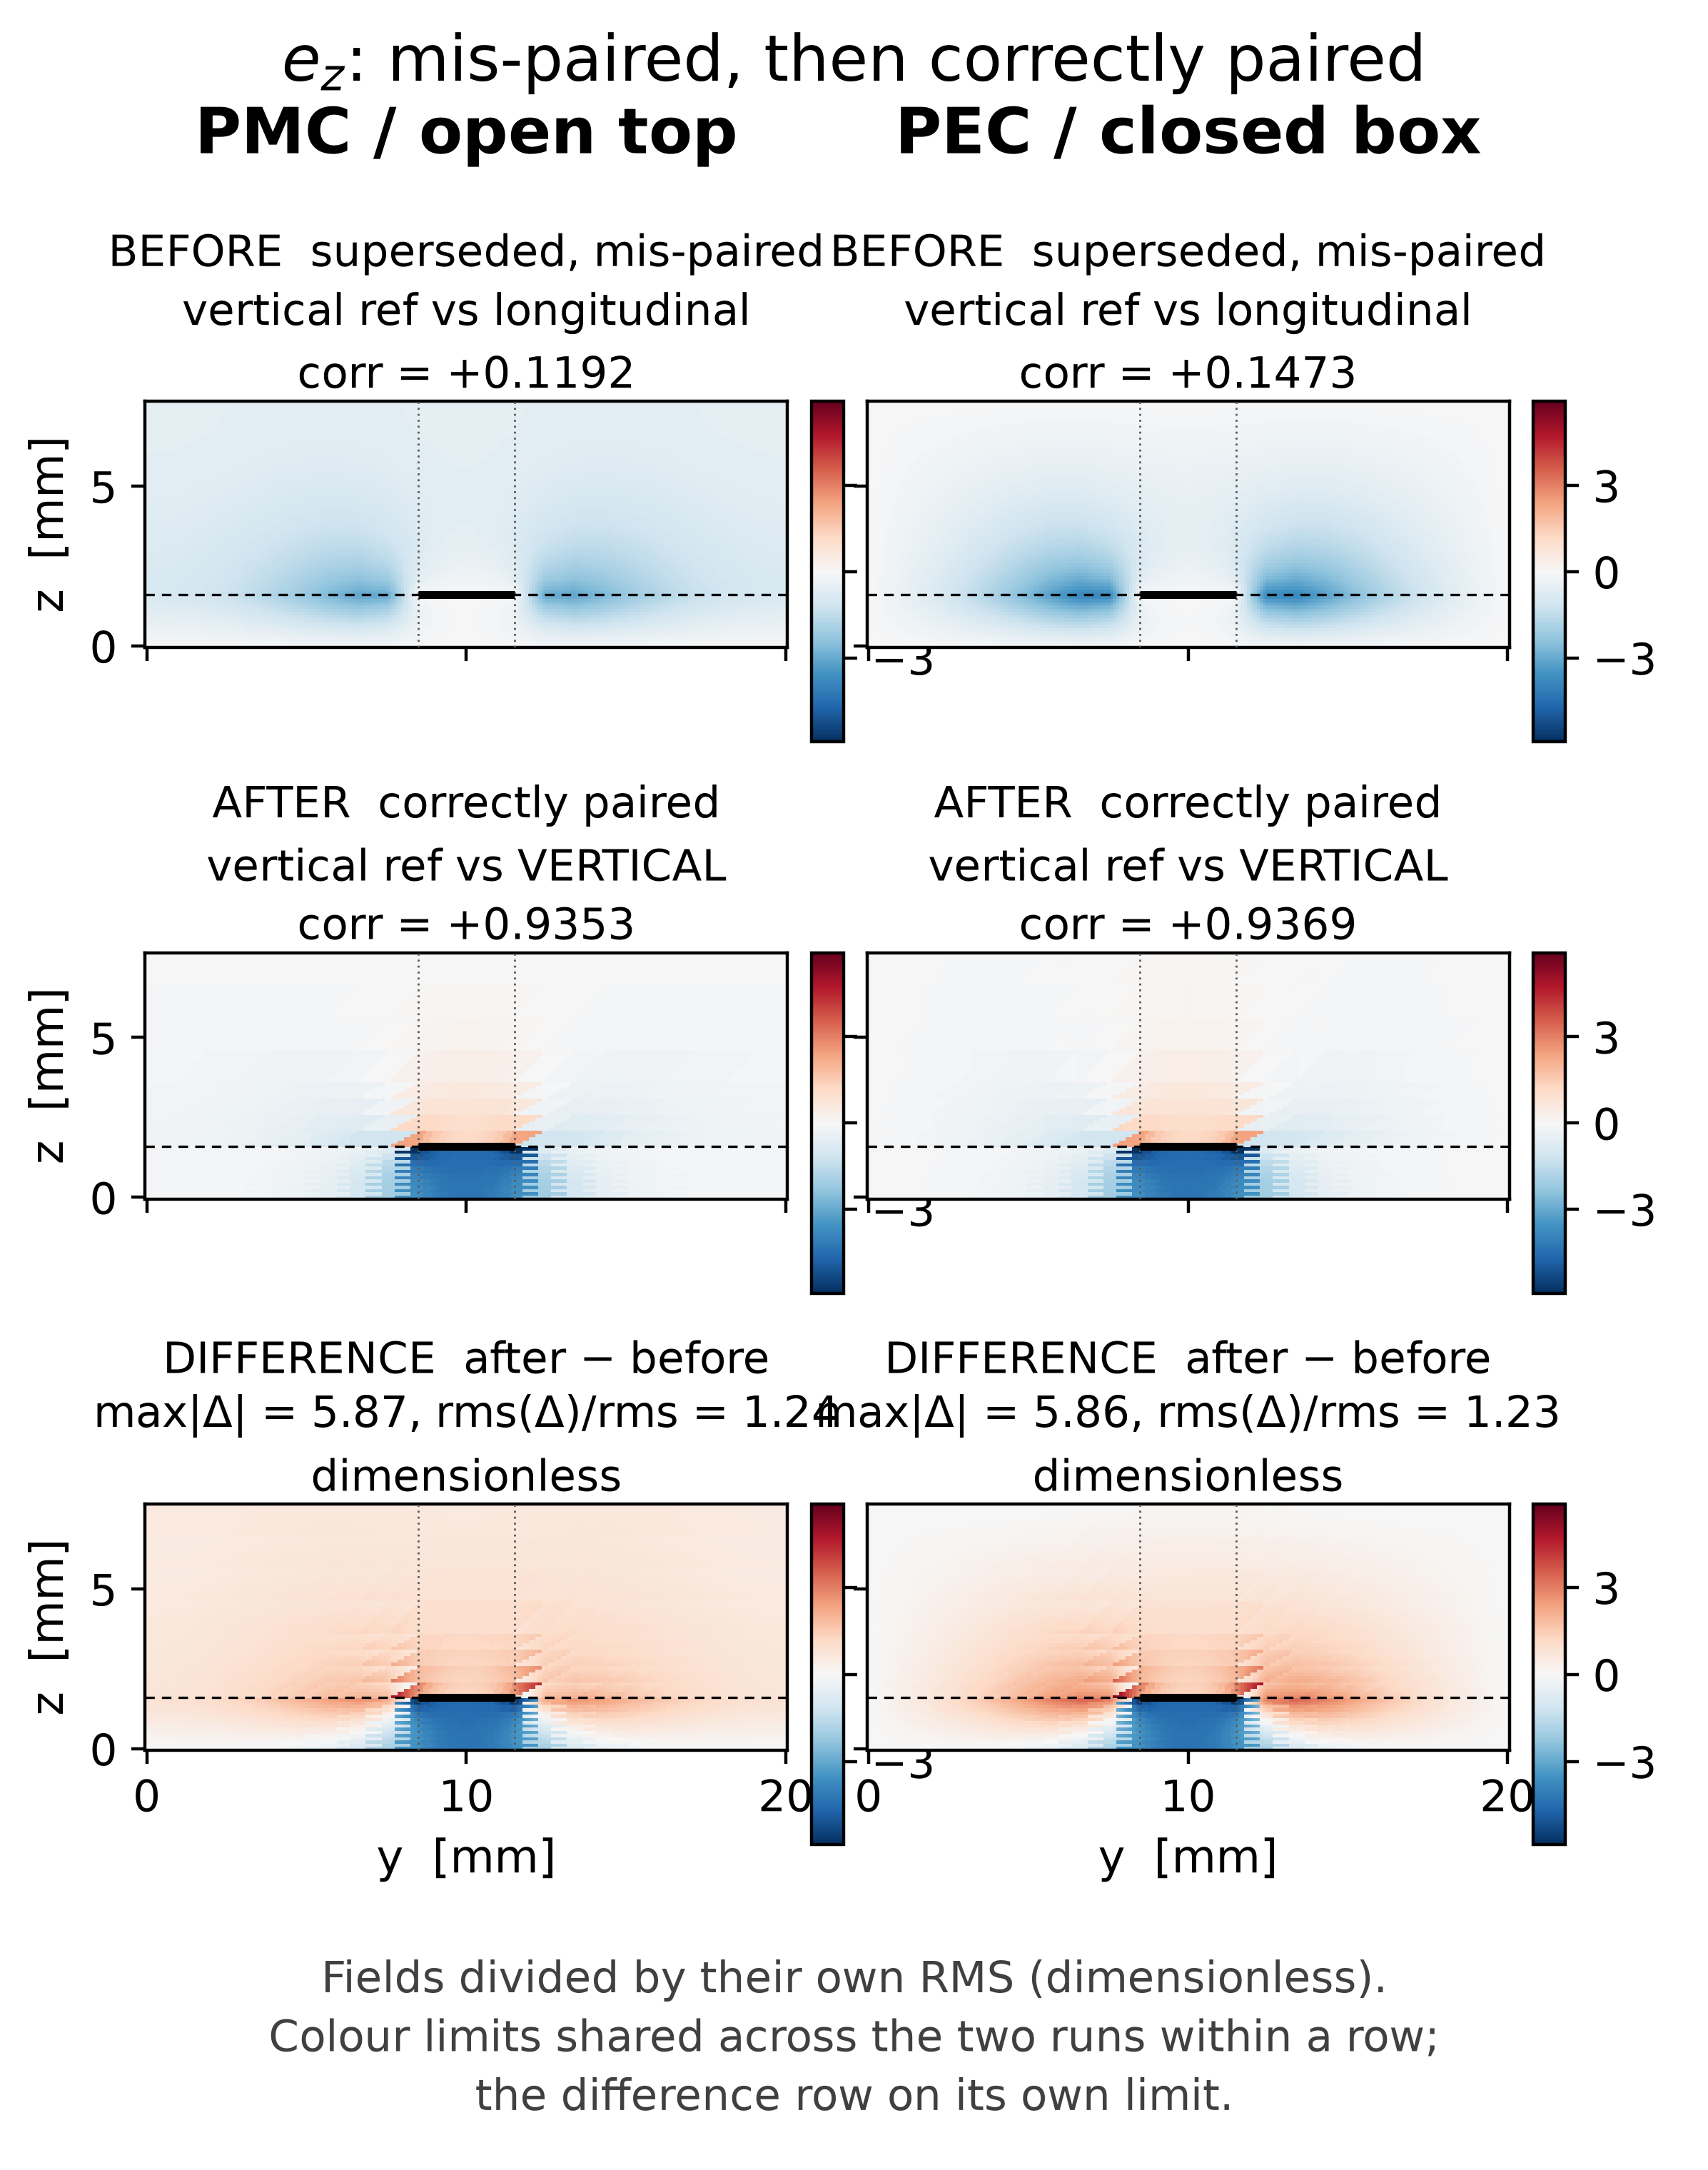 e_z: mis-paired, then correctly paired
PMC / open top
PEC / closed box
BEFORE  superseded, mis-paired
vertical ref vs longitudinal
corr = +0.1192
BEFORE  superseded, mis-paired
vertical ref vs longitudinal
corr = +0.1473
z [mm]
5
0
−3
3
0
−3
AFTER  correctly paired
vertical ref vs VERTICAL
corr = +0.9353
AFTER  correctly paired
vertical ref vs VERTICAL
corr = +0.9369
z [mm]
5
0
−3
3
0
−3
DIFFERENCE  after − before
max|Δ| = 5.87, rms(Δ)/rms = 1.24
dimensionless
DIFFERENCE  after − before
max|Δ| = 5.86, rms(Δ)/rms = 1.23
dimensionless
z [mm]
5
0
−3
3
0
−3
0 10 20
0 10 20
y [mm]
y [mm]
Fields divided by their own RMS (dimensionless).
Colour limits shared across the two runs within a row;
the difference row on its own limit.